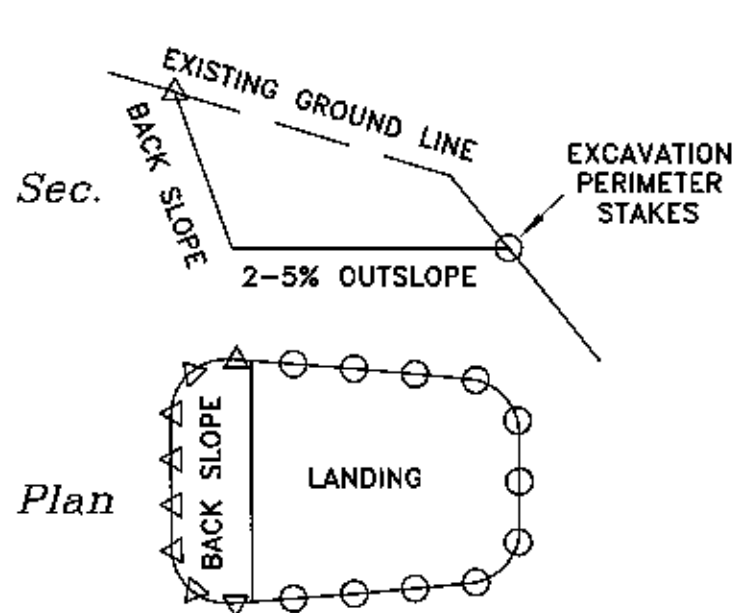 EXISTING GROUND LINE
BACK SLOPE
Sec.
EXCAVATION
PERIMETER
STAKES
2-5% OUTSLOPE
Plan
BACK SLOPE
LANDING